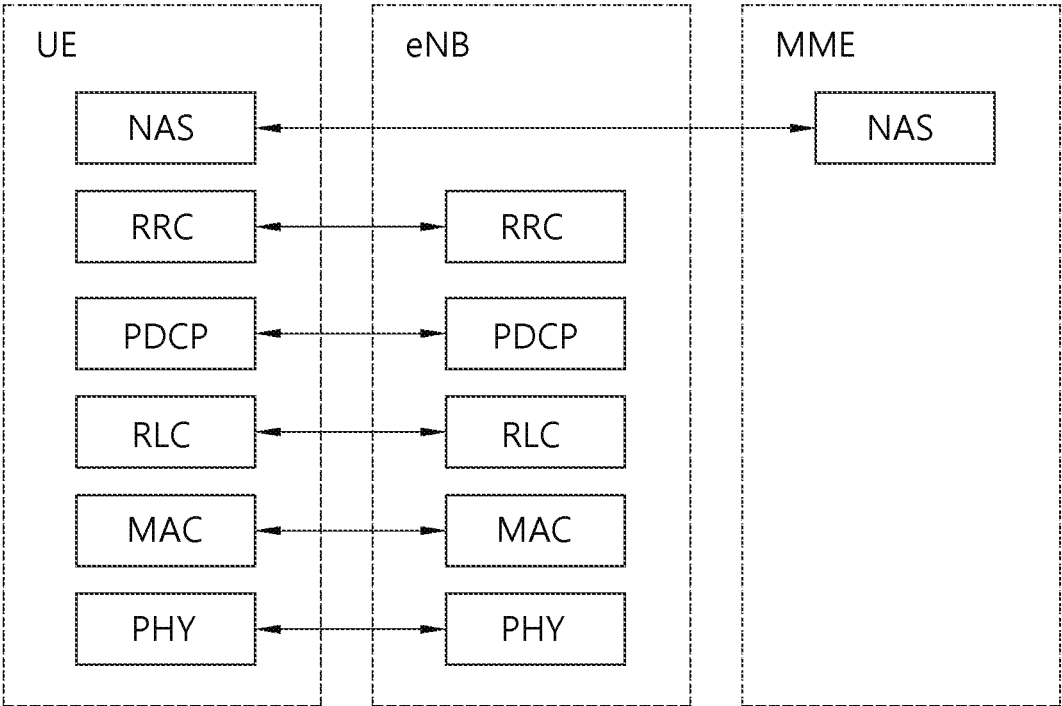 UE eNB MME
NAS NAS
RRC RRC
PDCP PDCP
RLC RLC
MAC MAC
PHY PHY